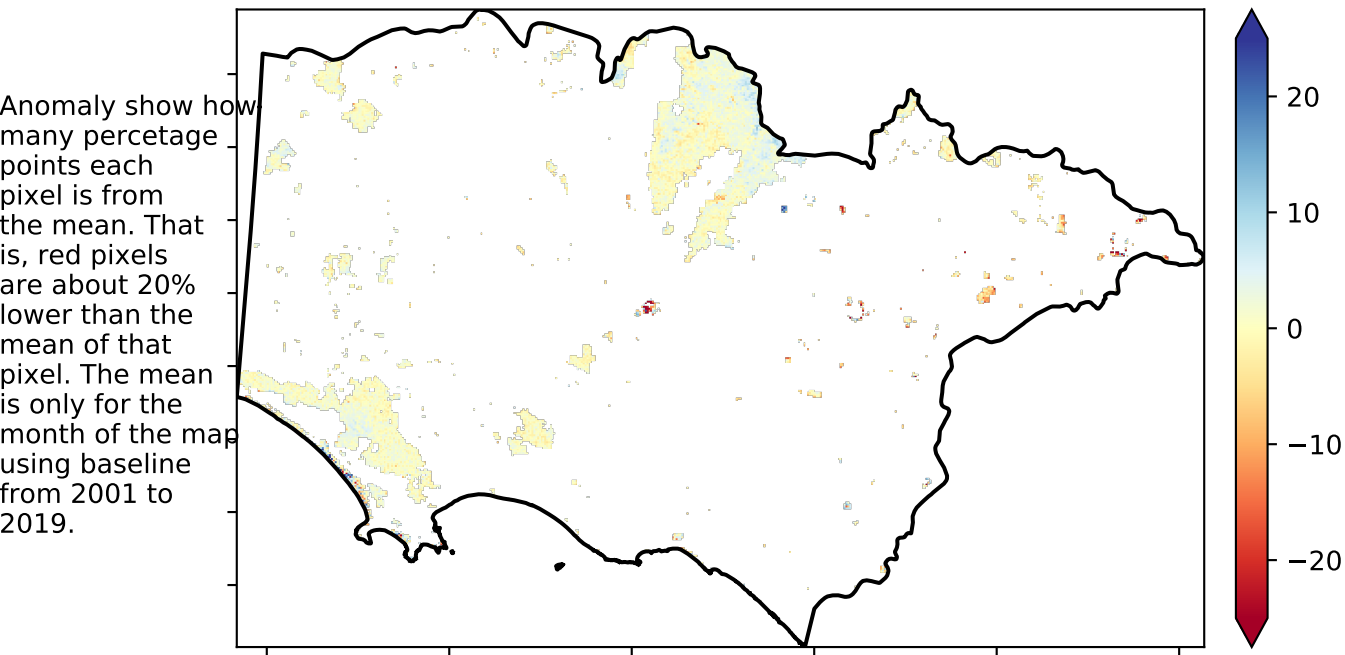 Anomaly show how
many percetage
points each
pixel is from
the mean. That
is, red pixels
are about 20%
lower than the
mean of that
pixel. The mean
is only for the
month of the map
using baseline
from 2001 to
2019.
20
10
0
−10
−20